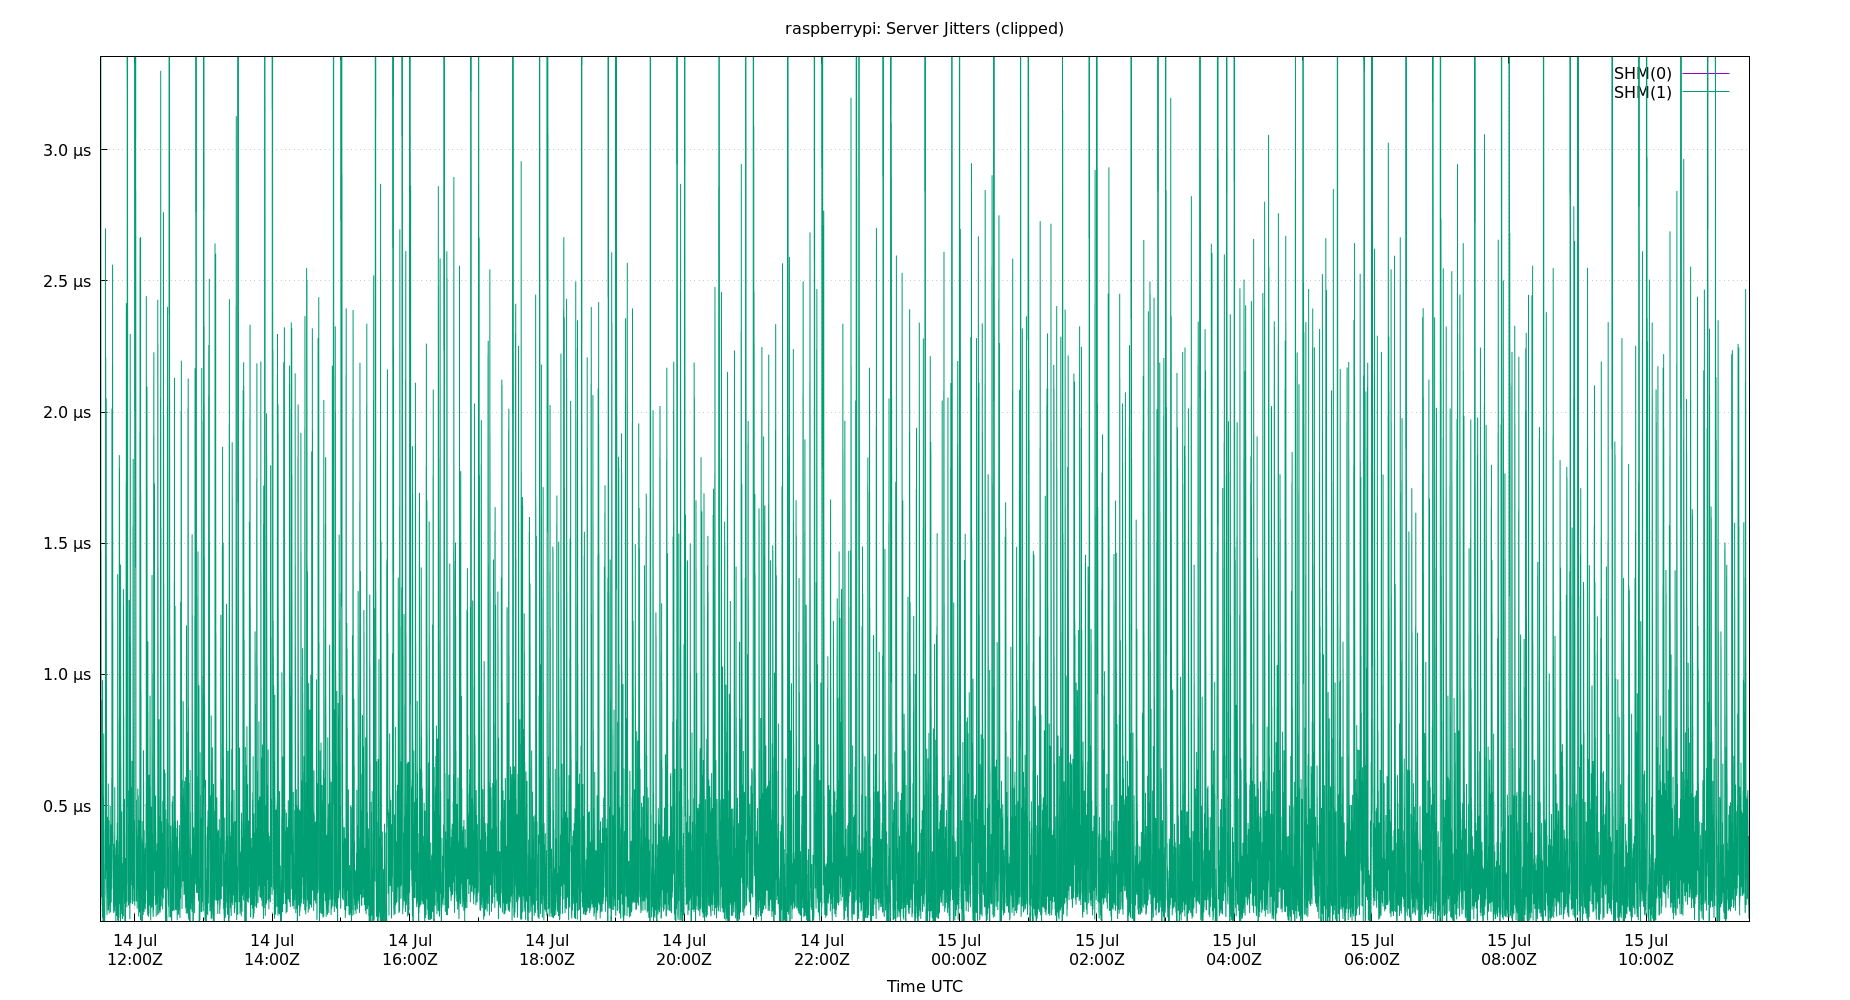 raspberrypi: Server Jitters (clipped)
SHM(0)
SHM(1)
3.0 µs
2.5 µs
2.0 µs
1.5 µs
1.0 µs
0.5 µs
14 Jul 14 Jul 14 Jul 14 Jul 14 Jul 14 Jul 15 Jul 15 Jul 15 Jul 15 Jul 15 Jul 15 Jul
12:00Z 14:00Z 16:00Z 18:00Z 20:00Z 22:00Z 00:00Z 02:00Z 04:00Z 06:00Z 08:00Z 10:00Z
Time UTC